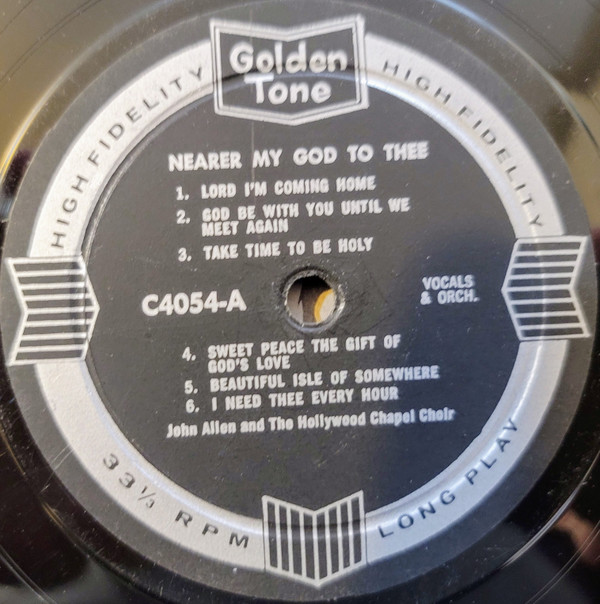 Golden
Tone
HIGH FIDELITY
HIGH FIDELITY
NEARER MY GOD TO THEE
1. LORD I'M COMING HOME
2. GOD BE WITH YOU UNTIL WE
MEET AGAIN
3. TAKE TIME TO BE HOLY
C4054-A
VOCALS
& ORCH.
4. SWEET PEACE THE GIFT OF
GOD'S LOVE
5. BEAUTIFUL ISLE OF SOMEWHERE
6. I NEED THEE EVERY HOUR
John Allen and The Hollywood Chapel Choir
33⅓ RPM
LONG PLAY